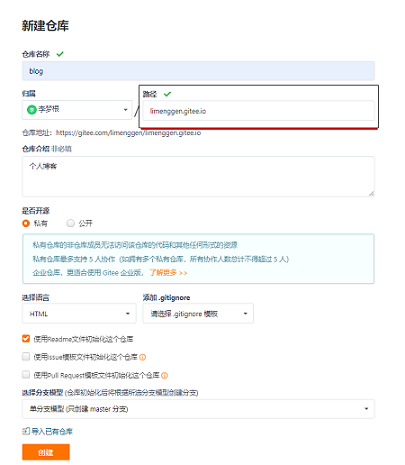 新建仓库
仓库名称
blog
归属
路径
李梦根
/
limenggen.gitee.io
仓库地址：https://gitee.com/limenggen/limenggen.gitee.io
仓库介绍 非必填
个人博客
是否开源
私有
公开
私有仓库的非仓库成员无法访问该仓库的代码和其他任何形式的资源
私有仓库最多支持 5 人协作（如拥有多个私有仓库，所有协作人数总计不得超过 5 人）
企业仓库，更适合使用 Gitee 企业版，了解更多 >>
选择语言
添加 .gitignore
HTML
请选择 .gitignore 模板
使用Readme文件初始化这个仓库
使用Issue模板文件初始化这个仓库
使用Pull Request模板文件初始化这个仓库
选择分支模型 (仓库初始化后将根据所选分支模型创建分支)
单分支模型 (只创建 master 分支)
导入已有仓库
创建